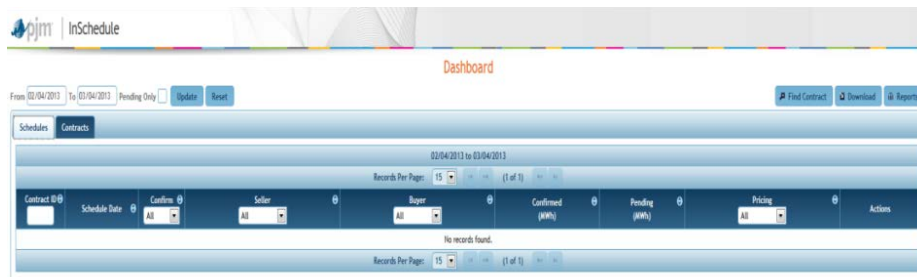 pjm InSchedule
Dashboard
From 02/04/2013 To 03/04/2013 Pending Only Update Reset Find Contract Download Reports
Schedules Contracts
02/04/2013 to 03/04/2013
Records Per Page: 15 (1 of 1)
Contract ID Schedule Date Confirm Seller Buyer Confirmed (MWh) Pending (MWh) Pricing Actions
All All All All
No records found.
Records Per Page: 15 (1 of 1)